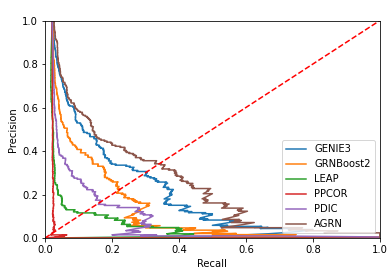 Precision
1.0
0.8
0.6
0.4
0.2
0.0
GENIE3
GRNBoost2
LEAP
PPCOR
PDIC
AGRN
0.0 0.2 0.4 0.6 0.8 1.0
Recall